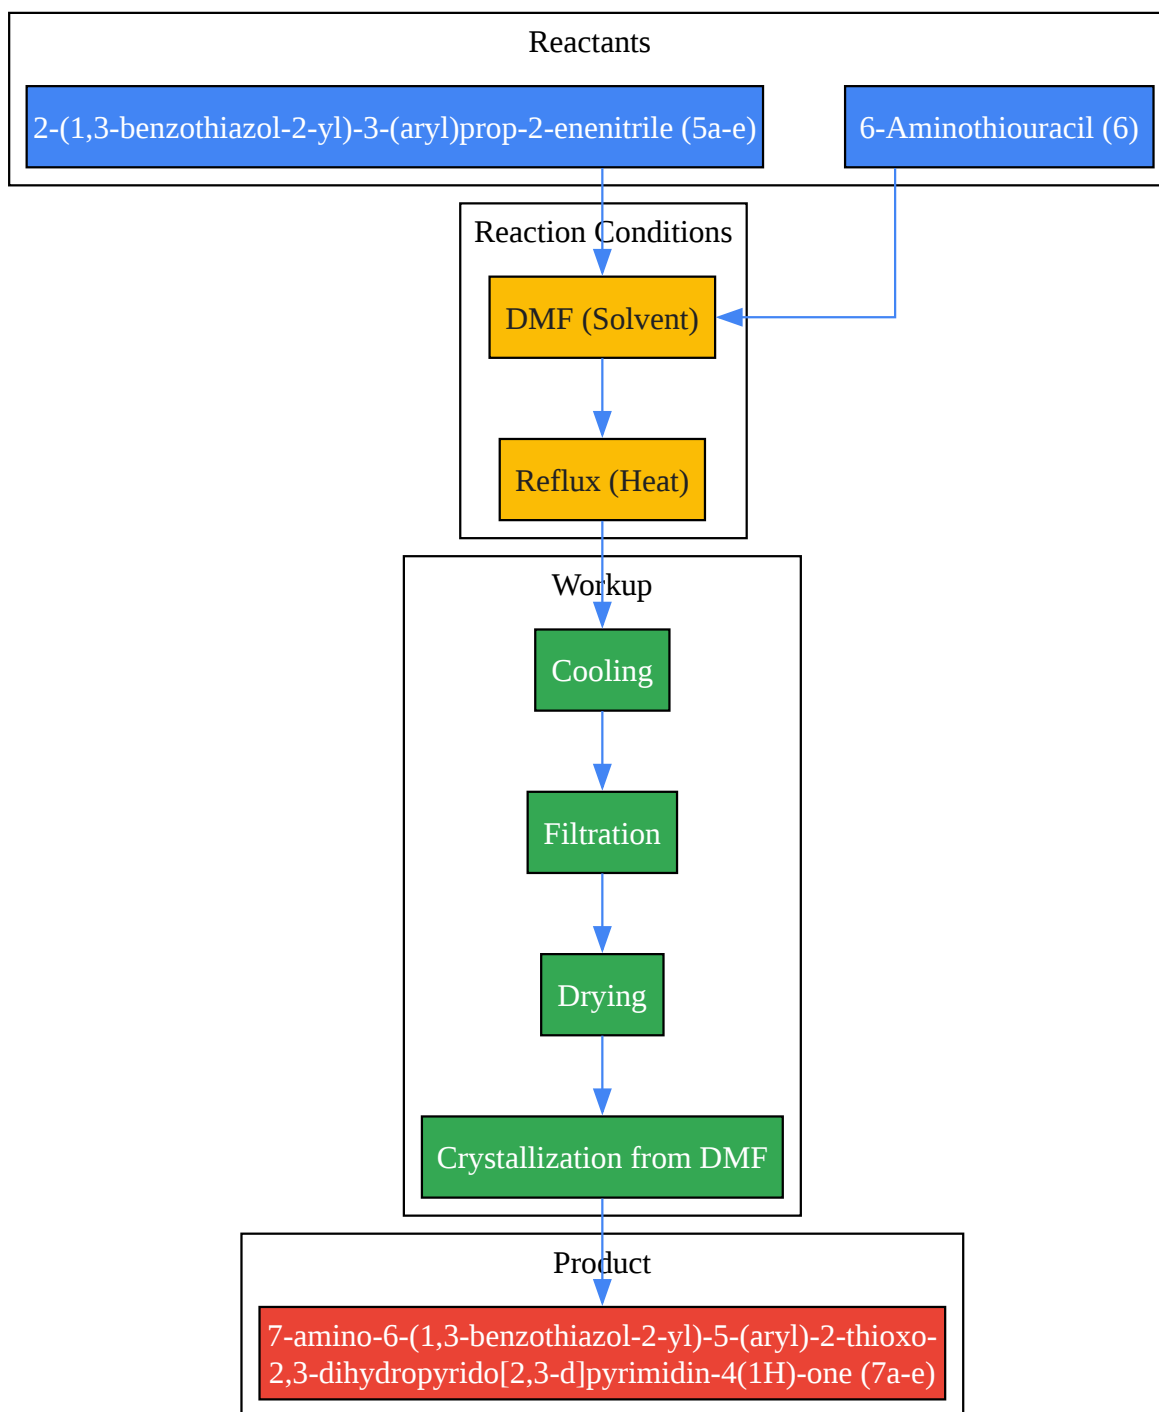 Reactants
2-(1,3-benzothiazol-2-yl)-3-(aryl)prop-2-enenitrile (5a-e)
6-Aminothiouracil (6)
Reaction Conditions
DMF (Solvent)
Reflux (Heat)
Workup
Cooling
Filtration
Drying
Crystallization from DMF
Product
7-amino-6-(1,3-benzothiazol-2-yl)-5-(aryl)-2-thioxo-
2,3-dihydropyrido[2,3-d]pyrimidin-4(1H)-one (7a-e)